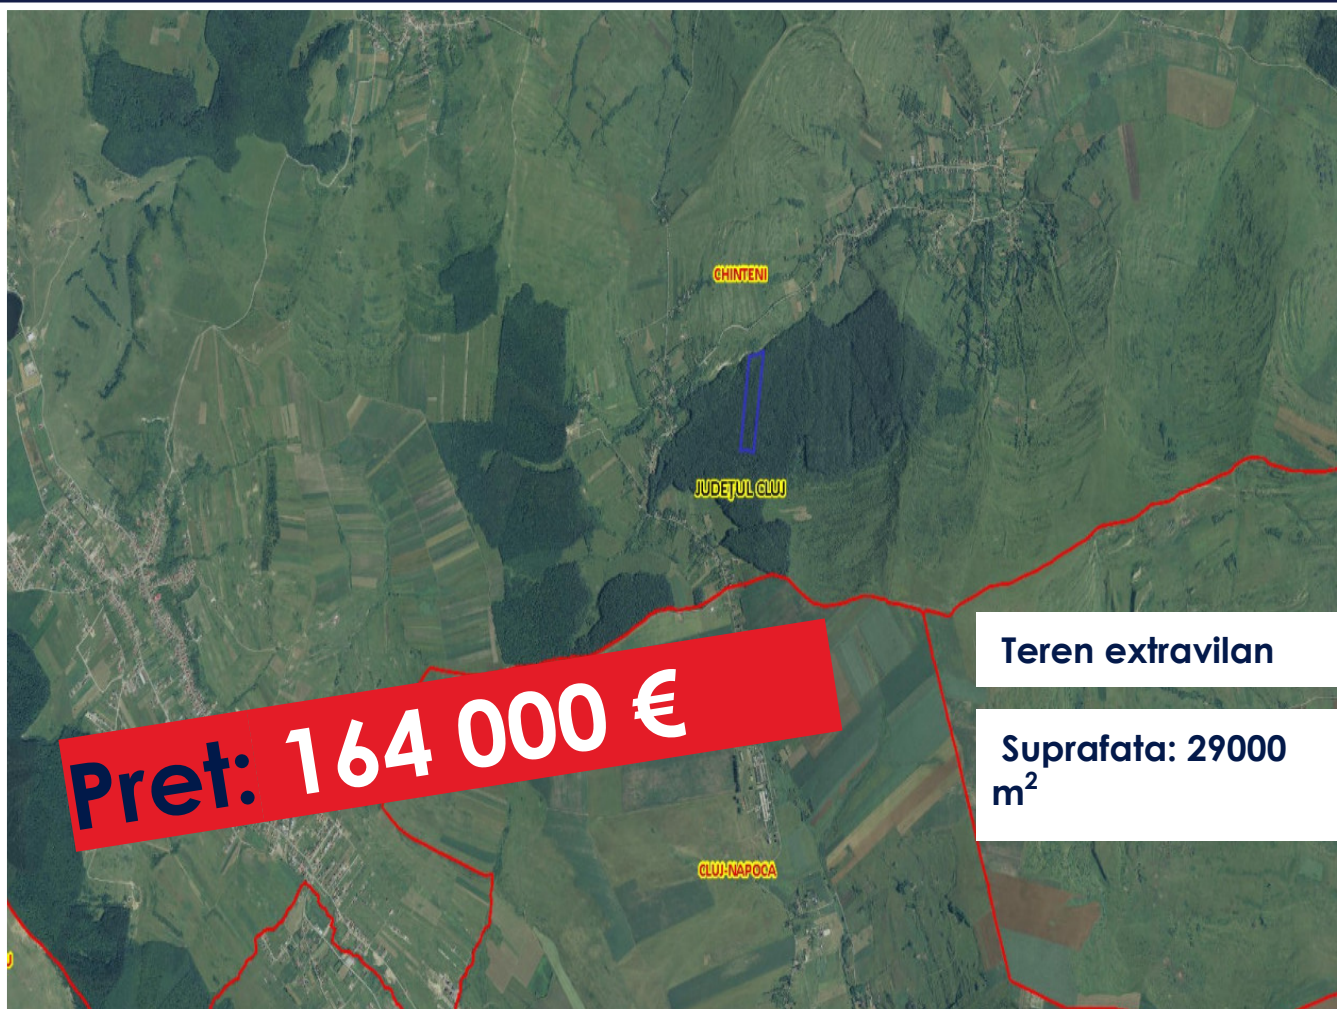 CHINTENI
JUDEȚUL CLUJ
Teren extravilan
Pret: 164 000 €
Suprafata: 29000
m²
CLUJ-NAPOCA